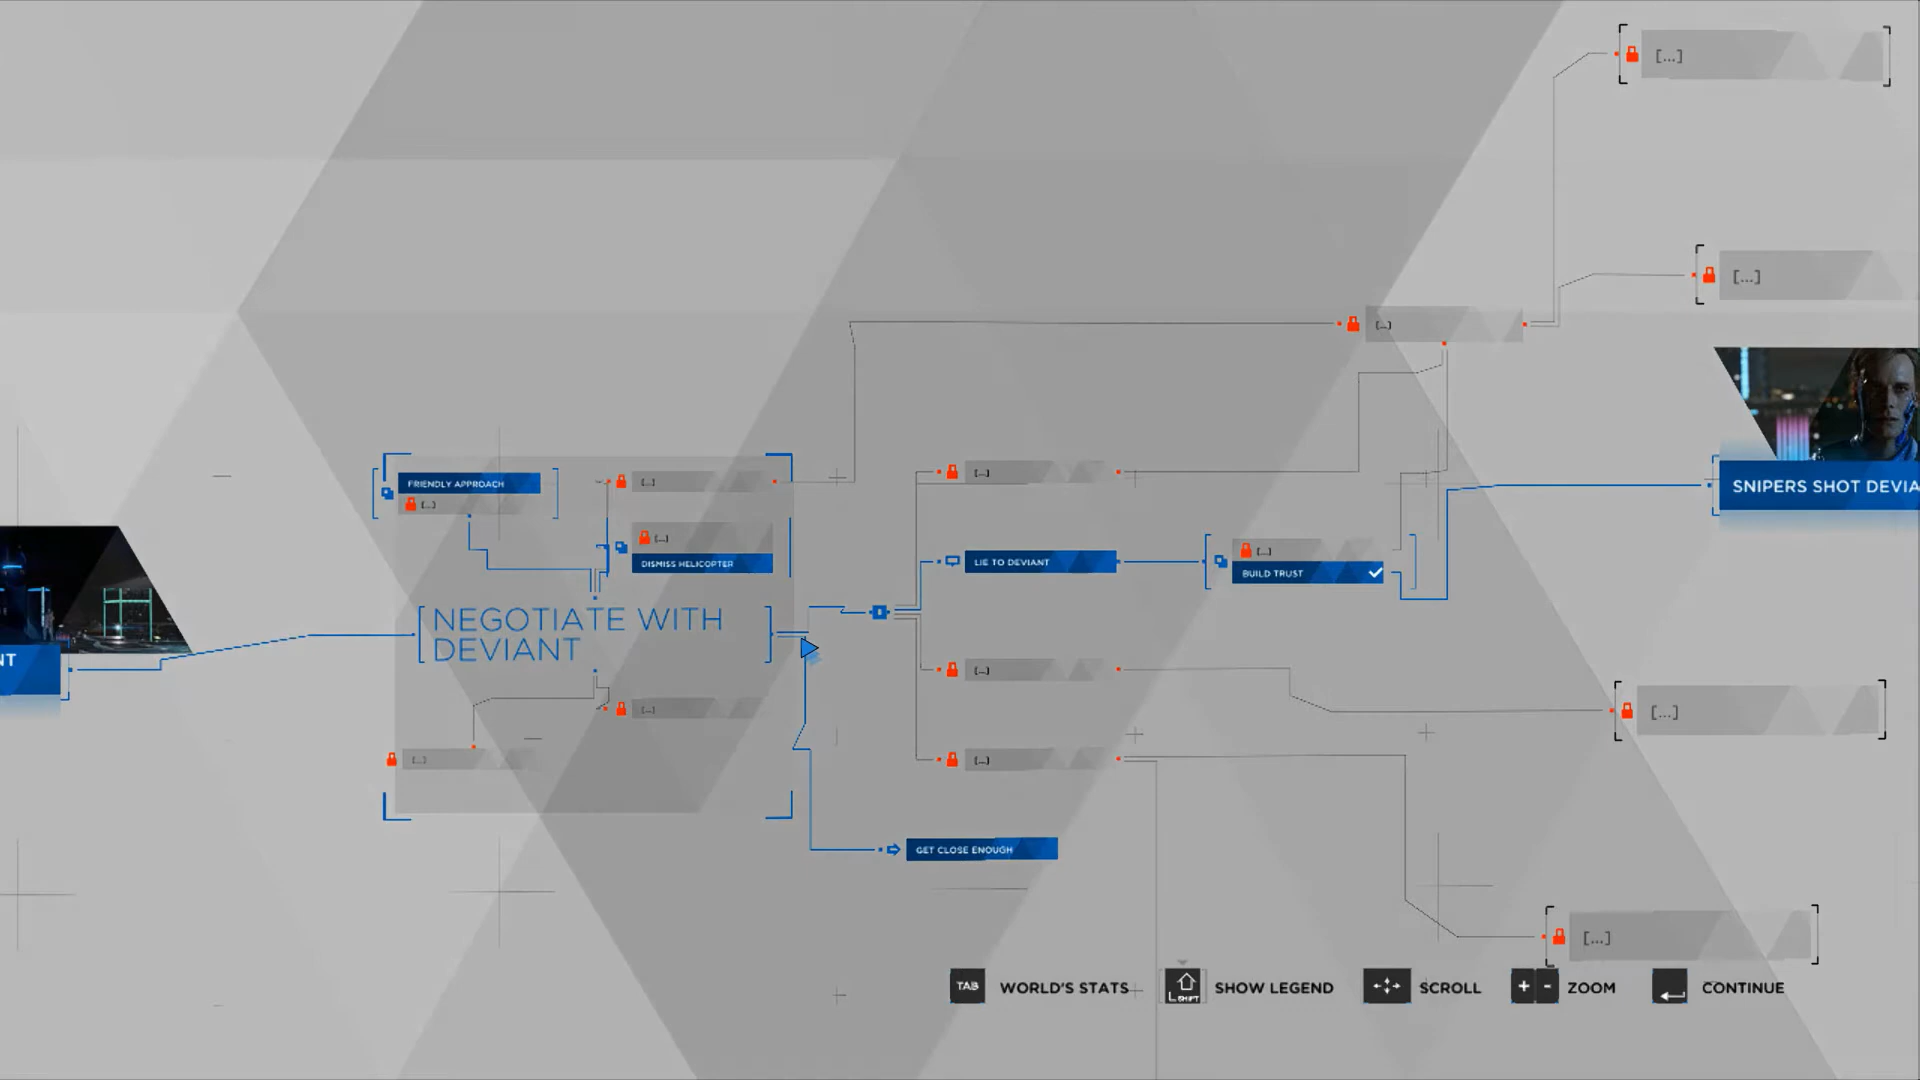 [...]
[...]
[...]
SNIPERS SHOT DEVIA
FRIENDLY APPROACH
[...]
[...]
[...]
DISMISS HELICOPTER
[...]
LIE TO DEVIANT
[...]
BUILD TRUST
NEGOTIATE WITH
DEVIANT
NT
[...]
[...]
[...]
[...]
[...]
GET CLOSE ENOUGH
[...]
TAB WORLD'S STATS
L SHIFT SHOW LEGEND
SCROLL
+ - ZOOM
CONTINUE